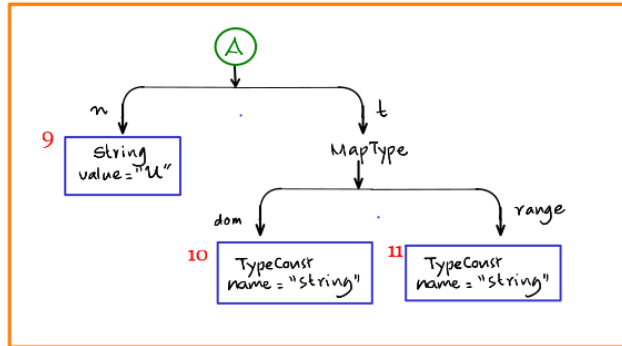 A
n
t
9
String
value="U"
MapType
dom
range
10
TypeConst
name = "string"
11
TypeConst
name = "string"